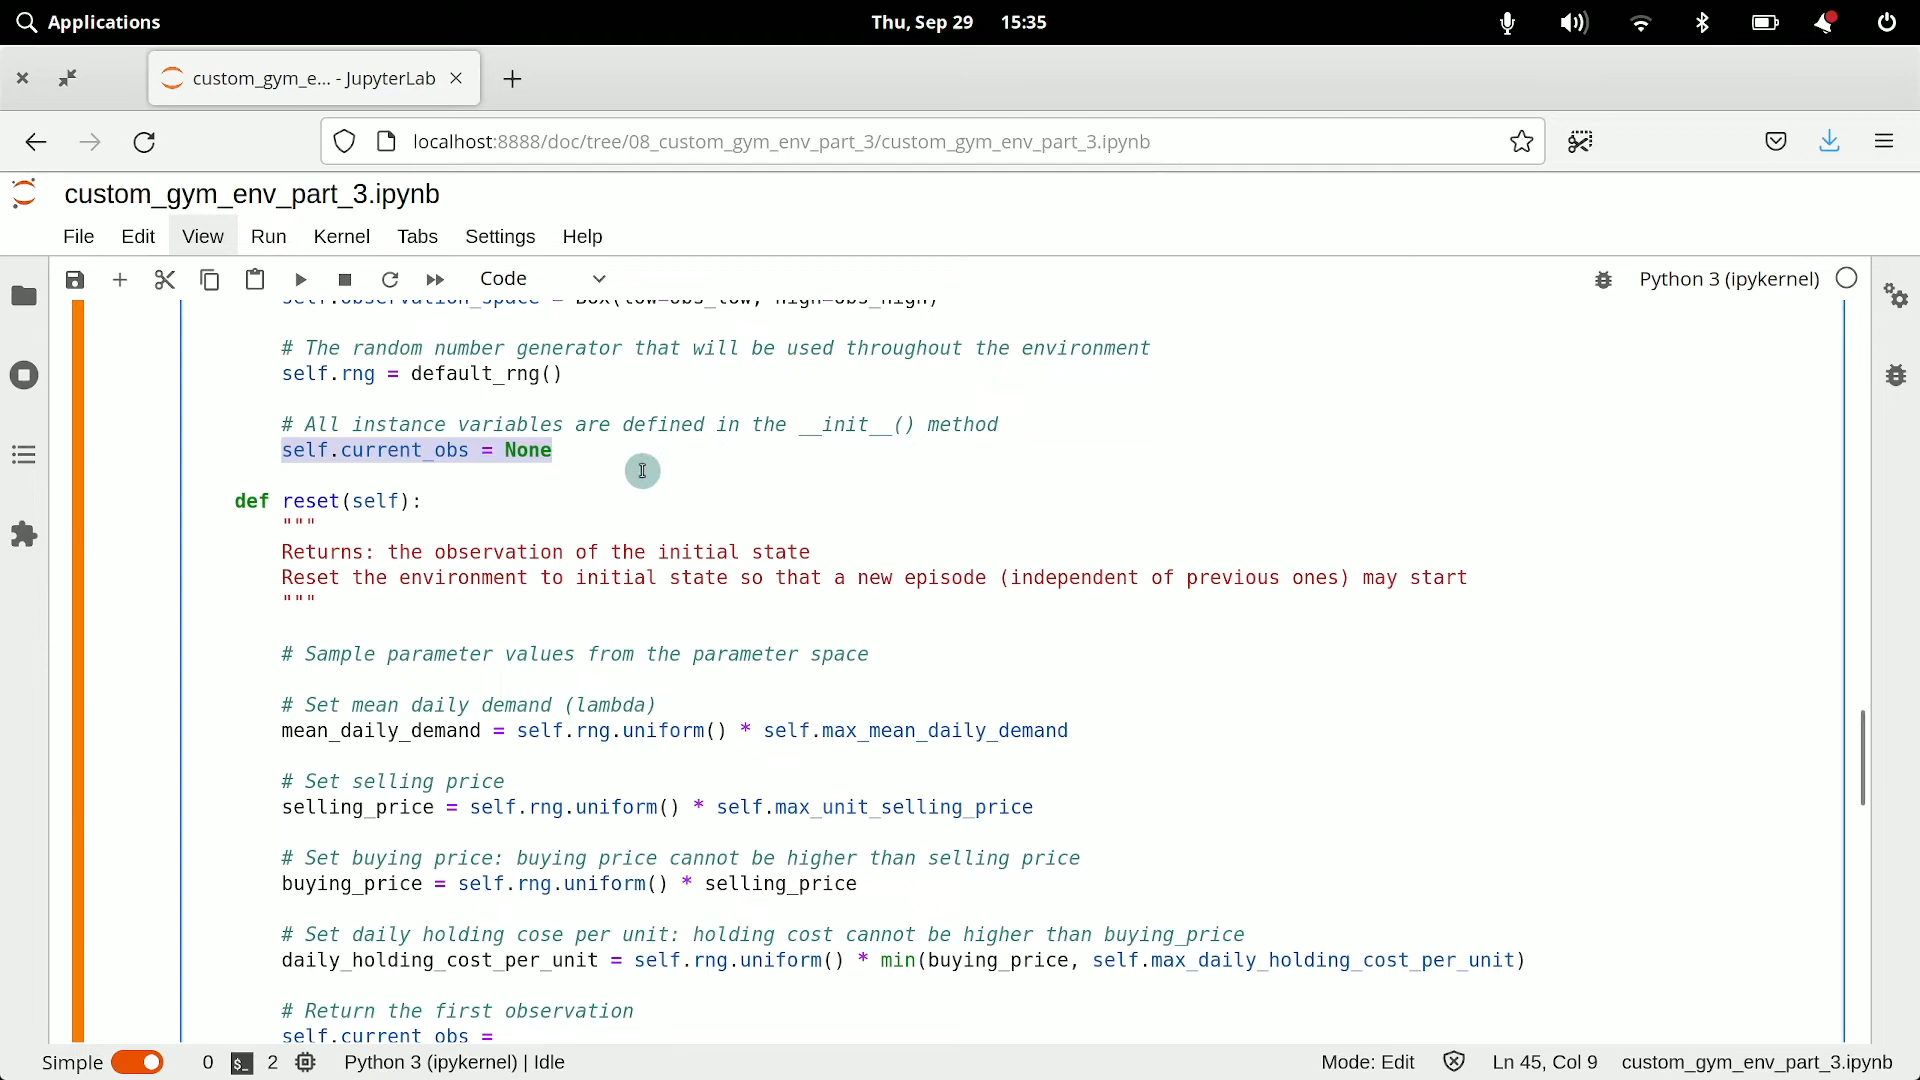 Applications
Thu, Sep 29 15:35
custom_gym_e... - JupyterLab
localhost:8888/doc/tree/08_custom_gym_env_part_3/custom_gym_env_part_3.ipynb
custom_gym_env_part_3.ipynb
File Edit View Run Kernel Tabs Settings Help
Code
Python 3 (ipykernel)
self.observation_space = Box(low=obs_low, high=obs_high)
# The random number generator that will be used throughout the environment
self.rng = default_rng()
# All instance variables are defined in the __init__() method
self.current_obs = None
def reset(self):
"""
Returns: the observation of the initial state
Reset the environment to initial state so that a new episode (independent of previous ones) may start
"""
# Sample parameter values from the parameter space
# Set mean daily demand (lambda)
mean_daily_demand = self.rng.uniform() * self.max_mean_daily_demand
# Set selling price
selling_price = self.rng.uniform() * self.max_unit_selling_price
# Set buying price: buying price cannot be higher than selling price
buying_price = self.rng.uniform() * selling_price
# Set daily holding cose per unit: holding cost cannot be higher than buying_price
daily_holding_cost_per_unit = self.rng.uniform() * min(buying_price, self.max_daily_holding_cost_per_unit)
# Return the first observation
self.current_obs =
Simple 0 $_ 2 Python 3 (ipykernel) | Idle Mode: Edit Ln 45, Col 9 custom_gym_env_part_3.ipynb